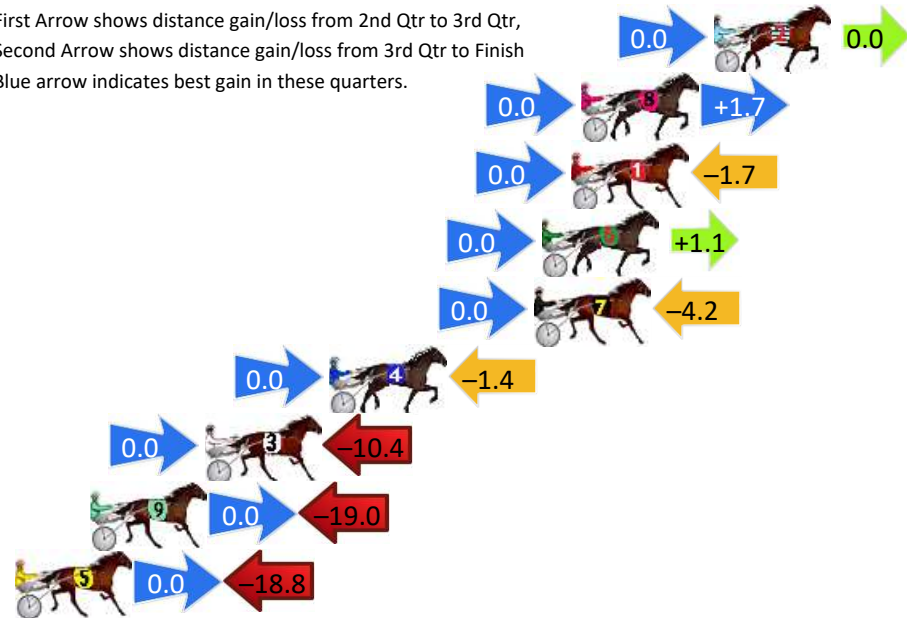 First Arrow shows distance gain/loss from 2nd Qtr to 3rd Qtr,
Second Arrow shows distance gain/loss from 3rd Qtr to Finish
Blue arrow indicates best gain in these quarters.
0.0 2 0.0
0.0 8 +1.7
0.0 1 –1.7
0.0 6 +1.1
0.0 7 –4.2
0.0 4 –1.4
0.0 3 –10.4
9 0.0 –19.0
5 0.0 –18.8